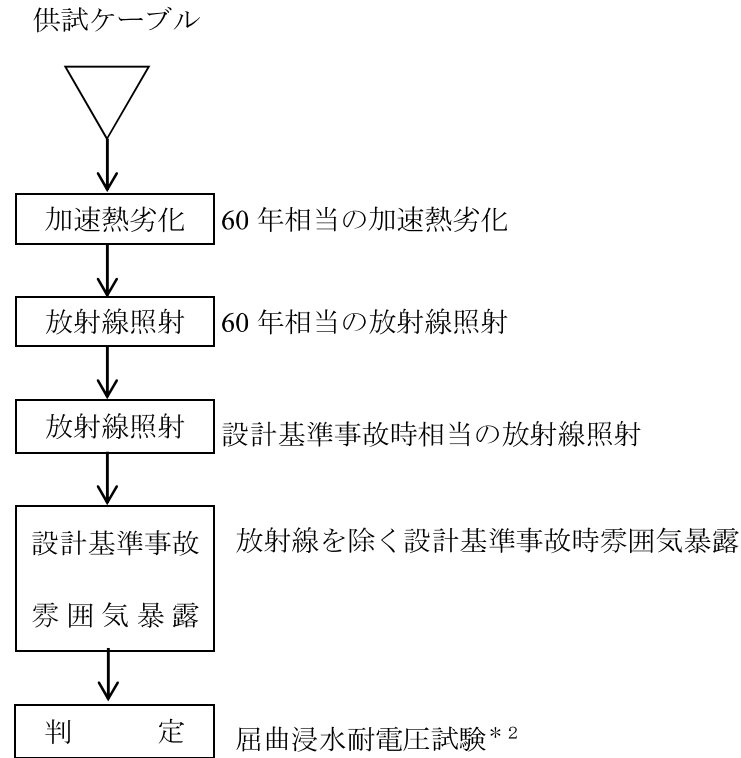 供試ケーブル
加速熱劣化 60 年相当の加速熱劣化
放射線照射 60 年相当の放射線照射
放射線照射 設計基準事故時相当の放射線照射
設計基準事故 放射線を除く設計基準事故時雰囲気暴露
雰囲気暴露
判定 屈曲浸水耐電圧試験*2